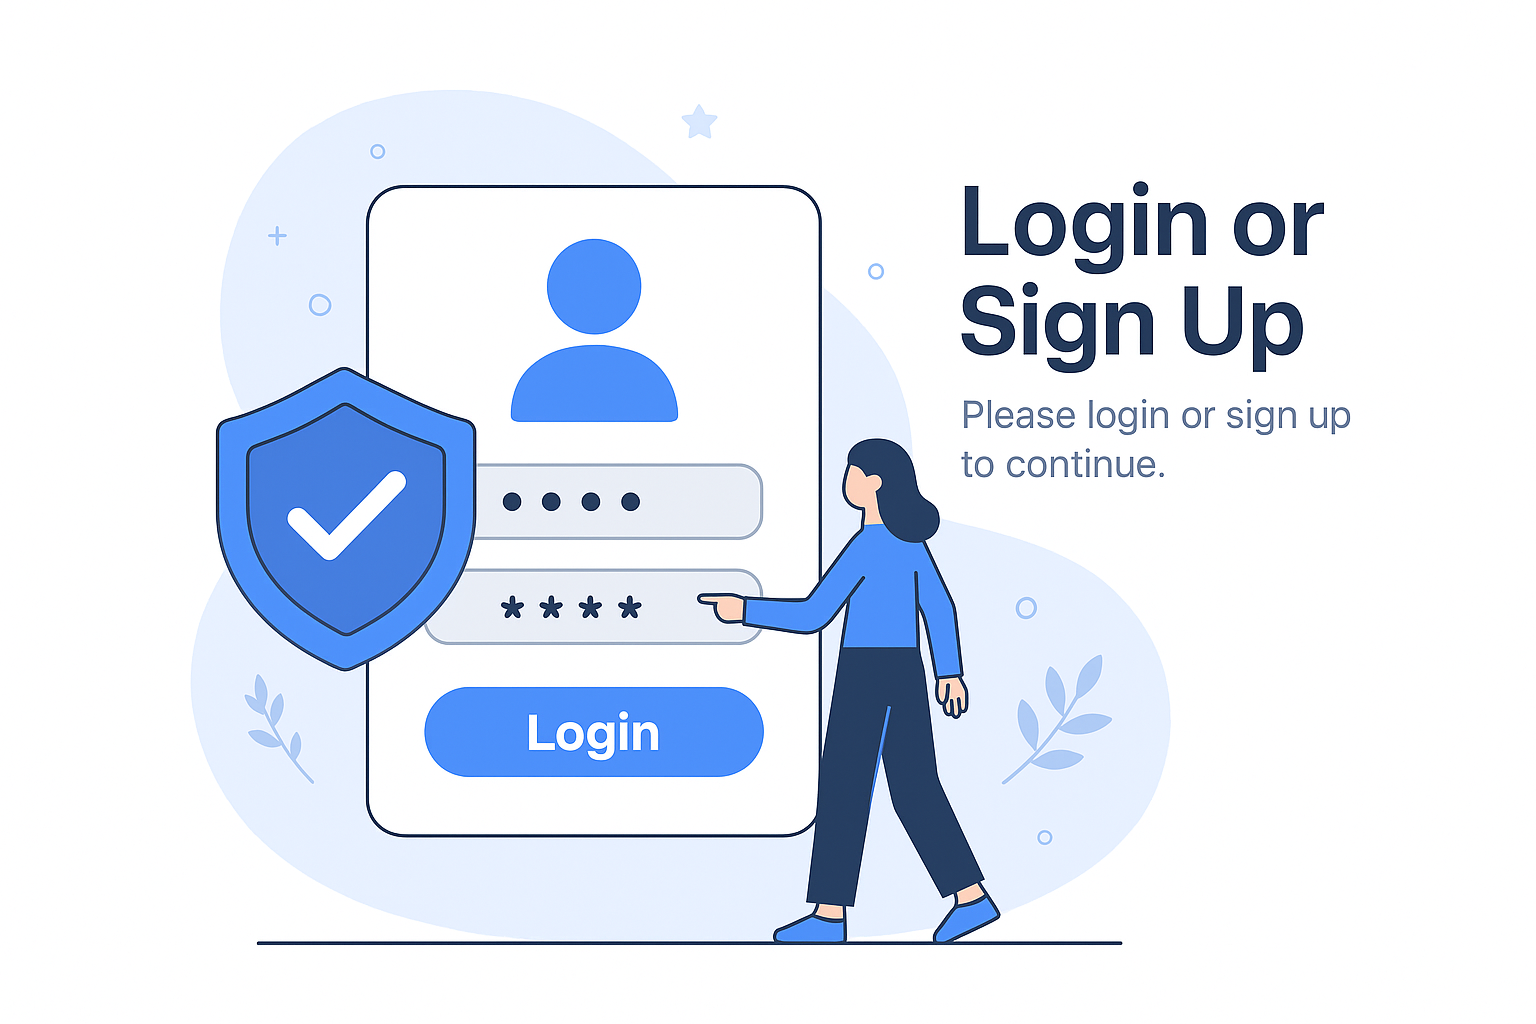 Login or
Sign Up
Please login or sign up
to continue.
****
Login